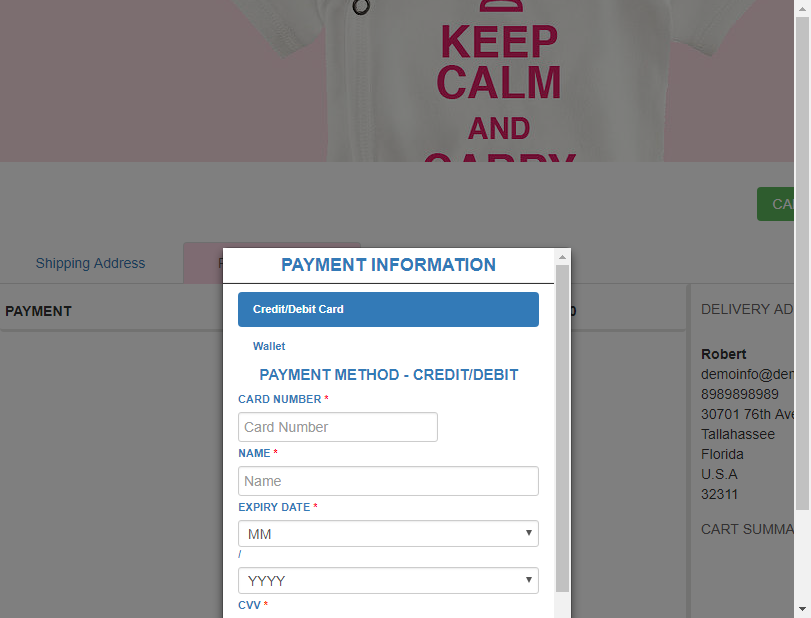 KEEP
CALM
AND
CARRY
CA
Shipping Address
PAYMENT INFORMATION
Credit/Debit Card
Wallet
PAYMENT METHOD - CREDIT/DEBIT
CARD NUMBER *
Card Number
NAME *
Name
EXPIRY DATE *
MM
/
YYYY
CVV *
PAYMENT
DELIVERY AD
Robert
demoinfo@der
8989898989
30701 76th Ave
Tallahassee
Florida
U.S.A
32311
CART SUMMA